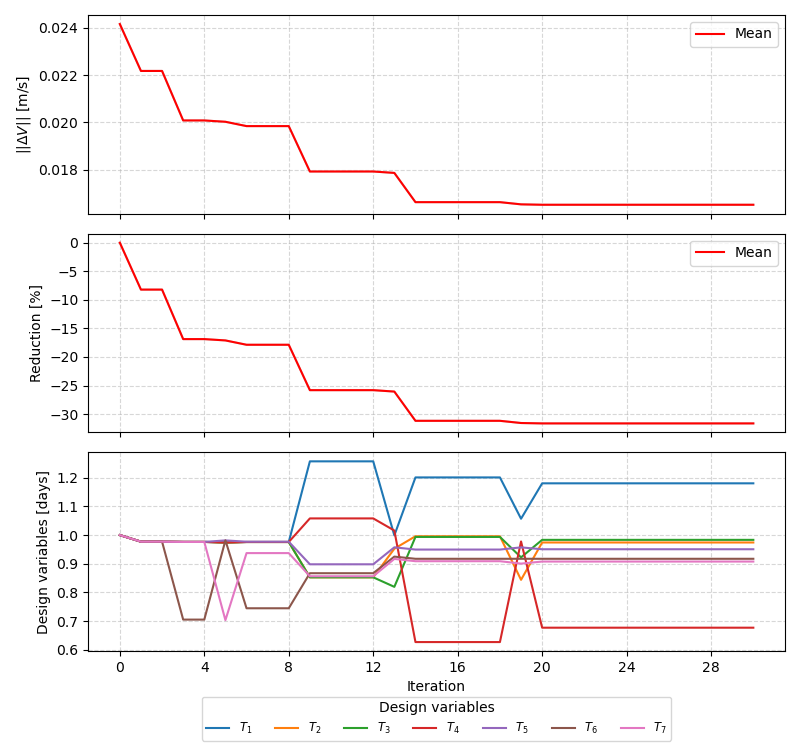 0.024
0.022
0.020
0.018
||ΔV|| [m/s]
Mean
0
−5
−10
−15
−20
−25
−30
Reduction [%]
Mean
1.2
1.1
1.0
0.9
0.8
0.7
0.6
Design variables [days]
0 4 8 12 16 20 24 28
Iteration
Design variables
T₁ T₂ T₃ T₄ T₅ T₆ T₇